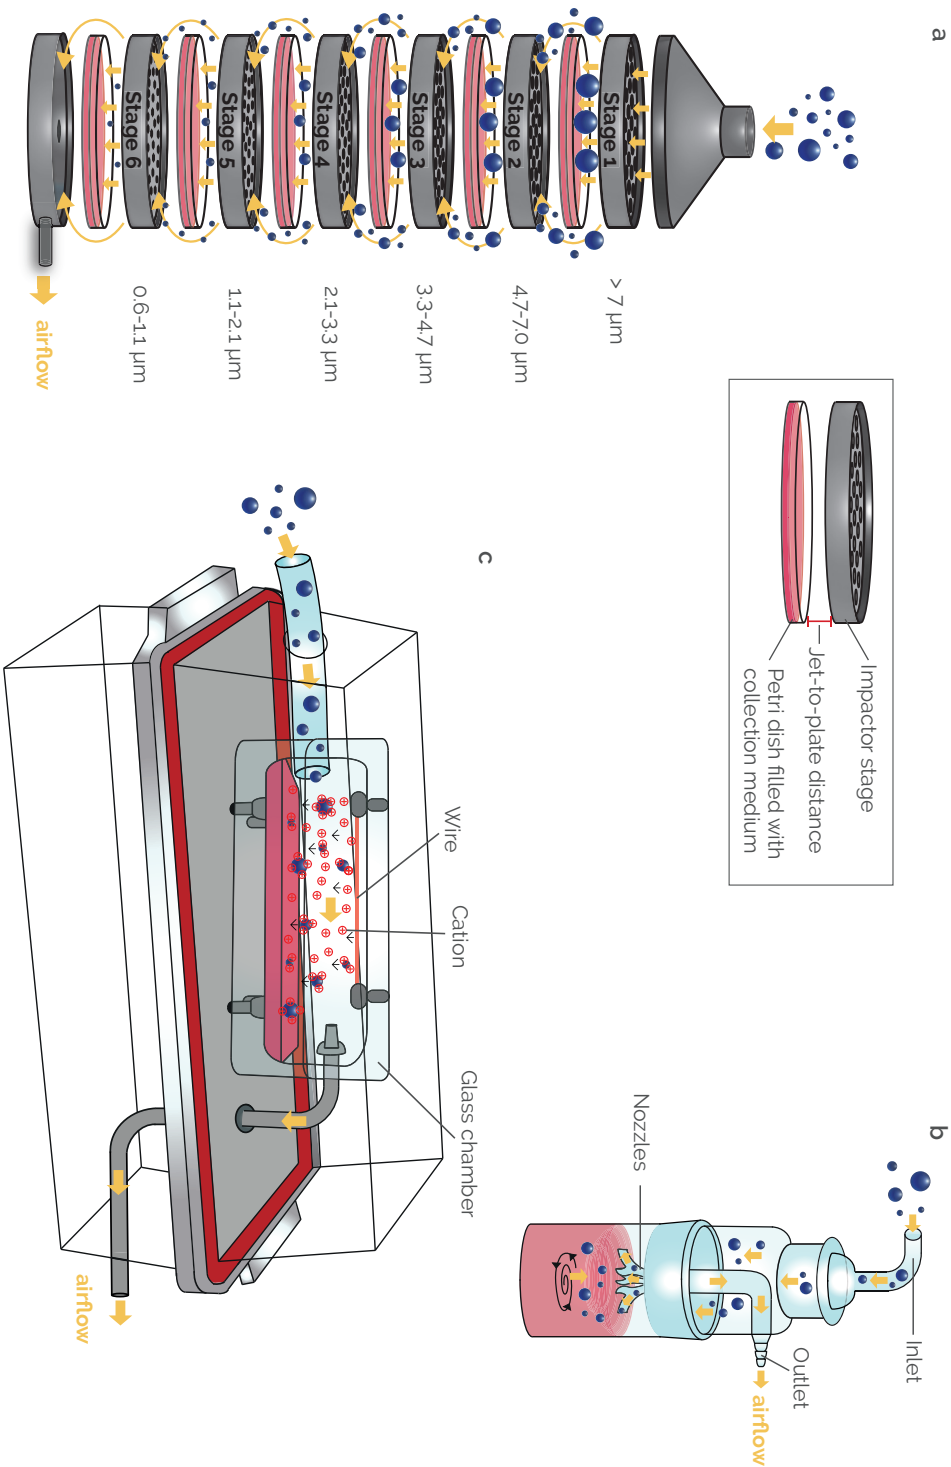 a
Stage 1
Stage 2
Stage 3
Stage 4
Stage 5
Stage 6
> 7 µm
4.7-7.0 µm
3.3-4.7 µm
2.1-3.3 µm
1.1-2.1 µm
0.6-1.1 µm
airflow
Impactor stage
Jet-to-plate distance
Petri dish filled with
collection medium
b
Inlet
Outlet
airflow
Nozzles
c
Wire
Cation
Glass chamber
airflow